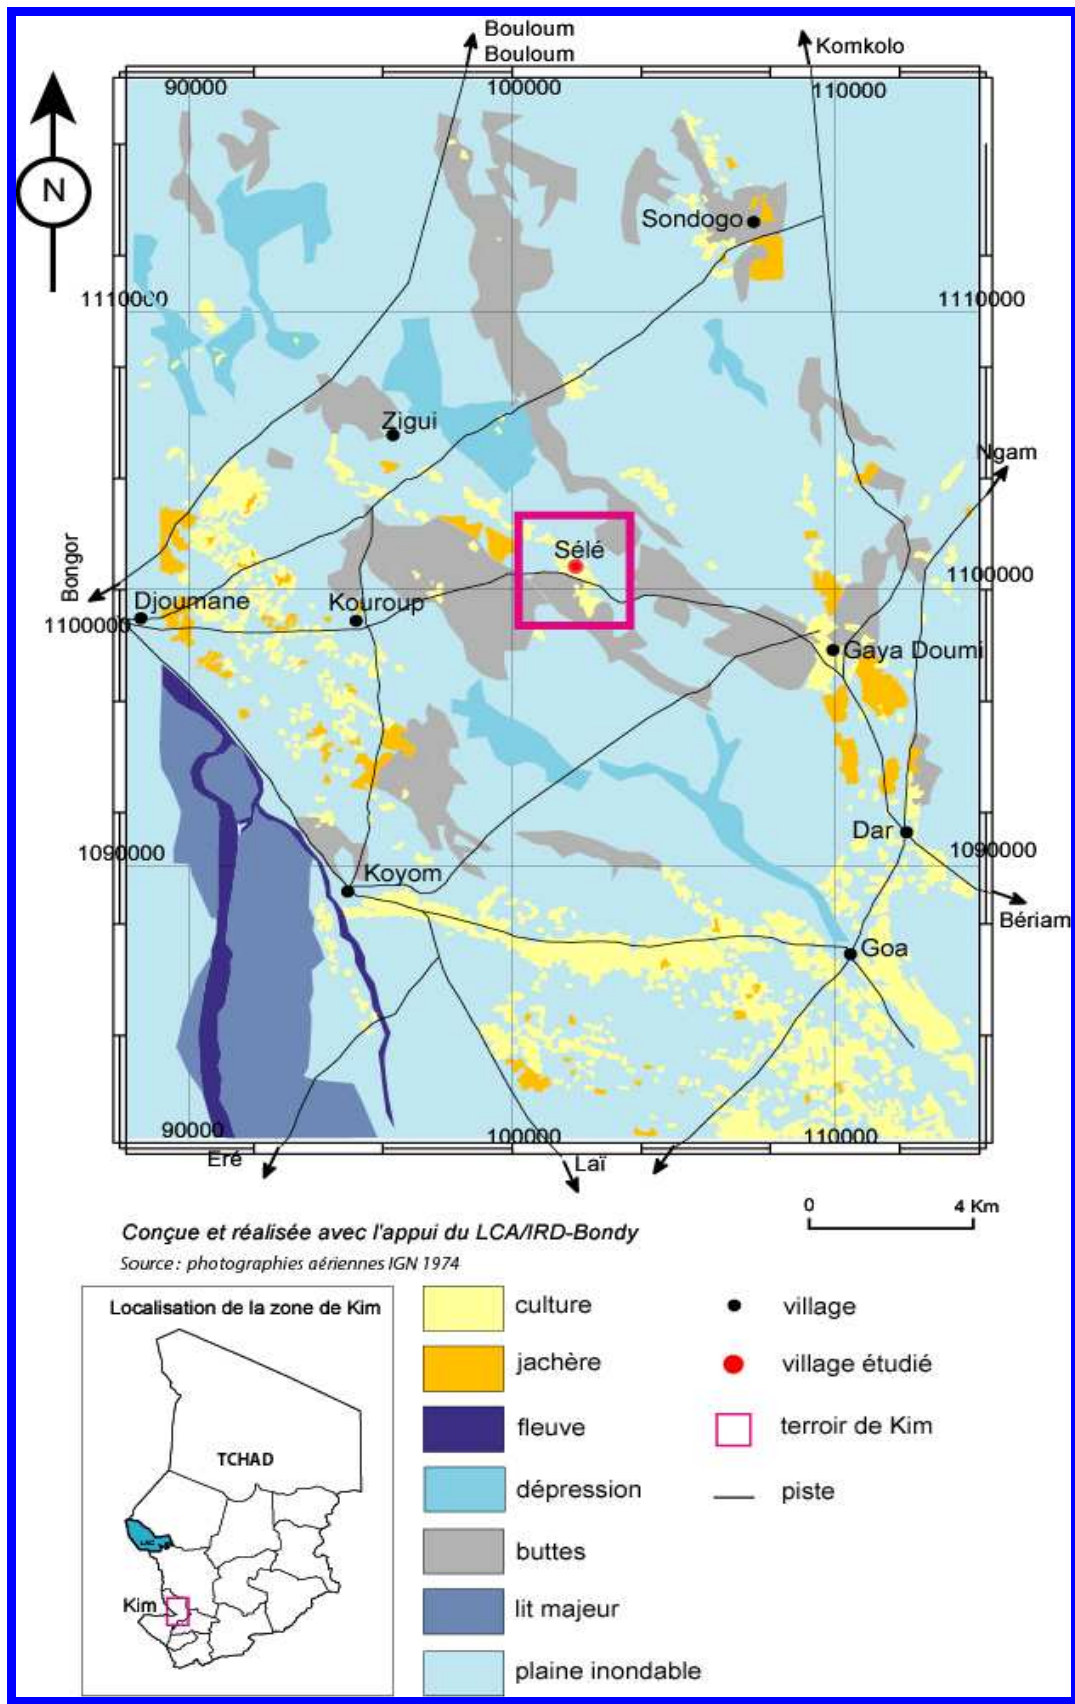 Bouloum
Bouloum
Komkolo
90000
100000
110000
N
Sondogo
1110000
1110000
Zigui
Ngam
Bongor
Sélé
1100000
Djoumane
Kouroup
1100000
Gaya Doumi
Dar
1090000
1090000
Koyom
Bériam
Goa
90000
100000
110000
Eré
Laï
0
4 Km
Conçue et réalisée avec l'appui du LCA/IRD-Bondy
Source : photographies aériennes IGN 1974
Localisation de la zone de Kim
TCHAD
LAC
Kim
culture
jachère
fleuve
dépression
buttes
lit majeur
plaine inondable
village
village étudié
terroir de Kim
piste